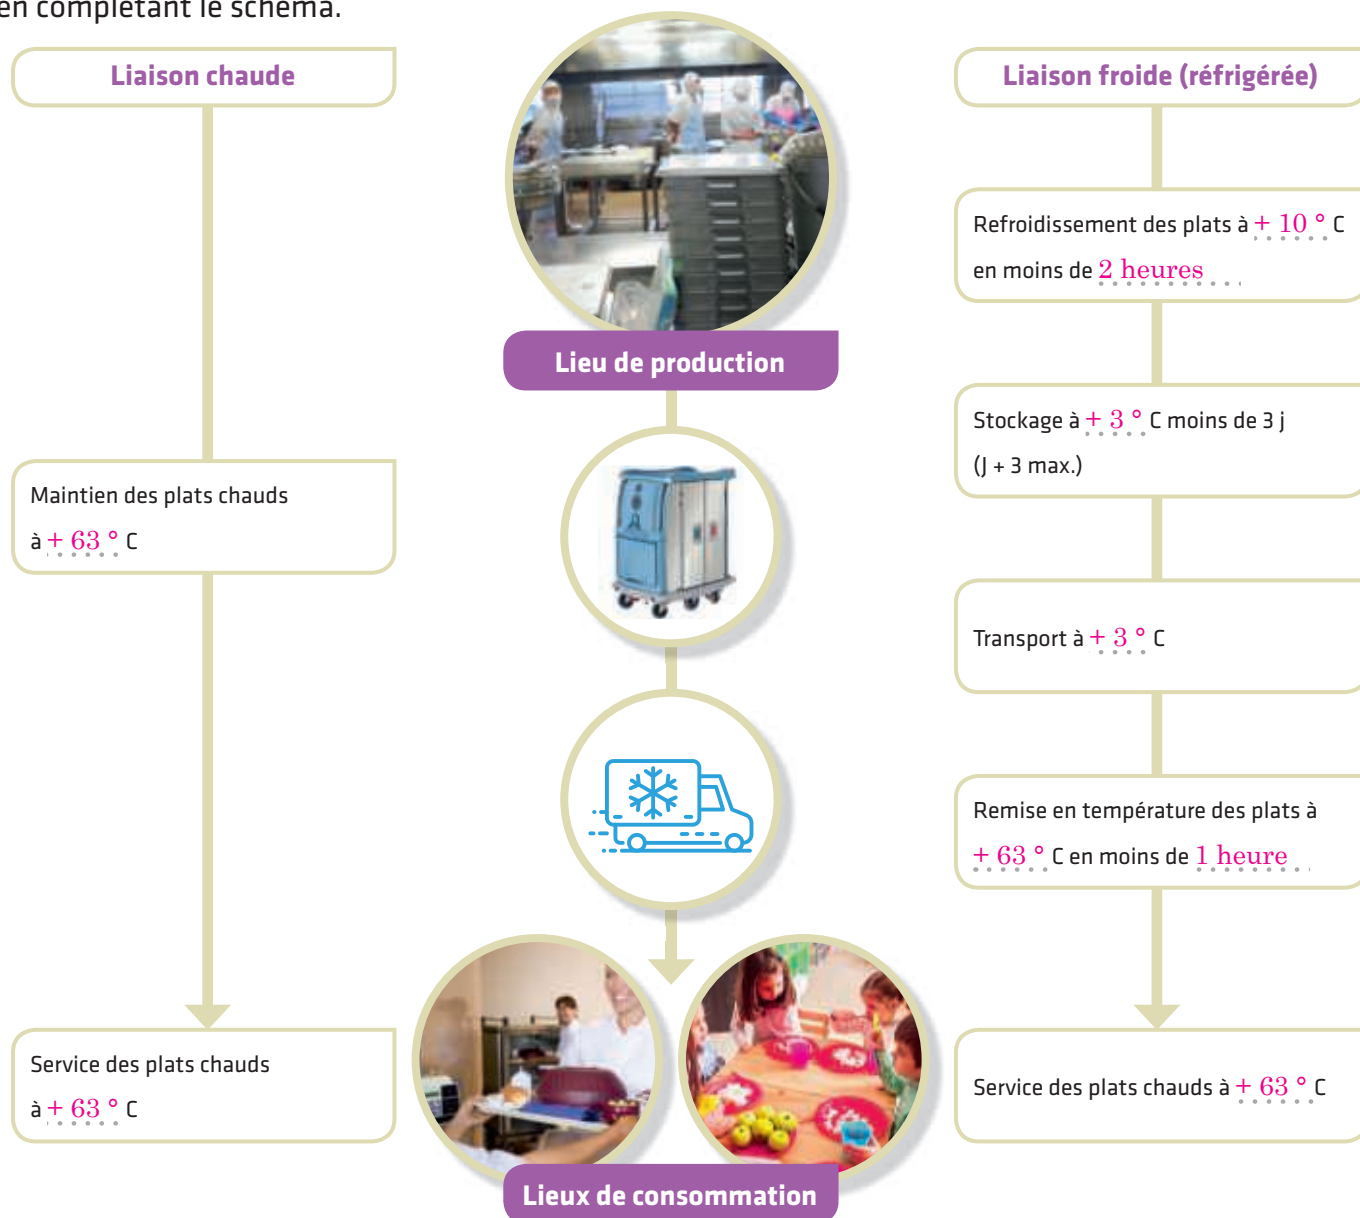 en complétant le schéma.
Liaison chaude
Maintien des plats chauds
à + 63 ° C
Service des plats chauds
à + 63 ° C
Lieu de production
Lieux de consommation
Liaison froide (réfrigérée)
Refroidissement des plats à + 10 ° C
en moins de 2 heures
Stockage à + 3 ° C moins de 3 j
(J + 3 max.)
Transport à + 3 ° C
Remise en température des plats à
+ 63 ° C en moins de 1 heure
Service des plats chauds à + 63 ° C